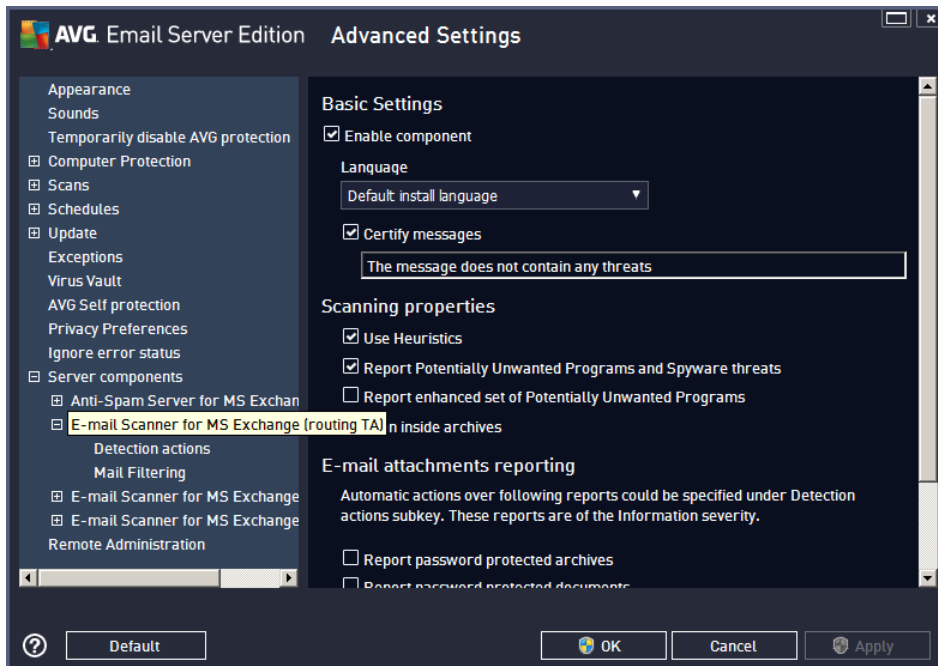 AVG. Email Server Edition Advanced Settings
Appearance
Sounds
Temporarily disable AVG protection
Computer Protection
Scans
Schedules
Update
Exceptions
Virus Vault
AVG Self protection
Privacy Preferences
Ignore error status
Server components
Anti-Spam Server for MS Exchan
E-mail Scanner for MS Exchange (routing TA)
Detection actions
Mail Filtering
E-mail Scanner for MS Exchange
E-mail Scanner for MS Exchange
Remote Administration
Basic Settings
Enable component
Language
Default install language
Certify messages
The message does not contain any threats
Scanning properties
Use Heuristics
Report Potentially Unwanted Programs and Spyware threats
Report enhanced set of Potentially Unwanted Programs
n inside archives
E-mail attachments reporting
Automatic actions over following reports could be specified under Detection
actions subkey. These reports are of the Information severity.
Report password protected archives
Report password protected documents
? Default OK Cancel Apply